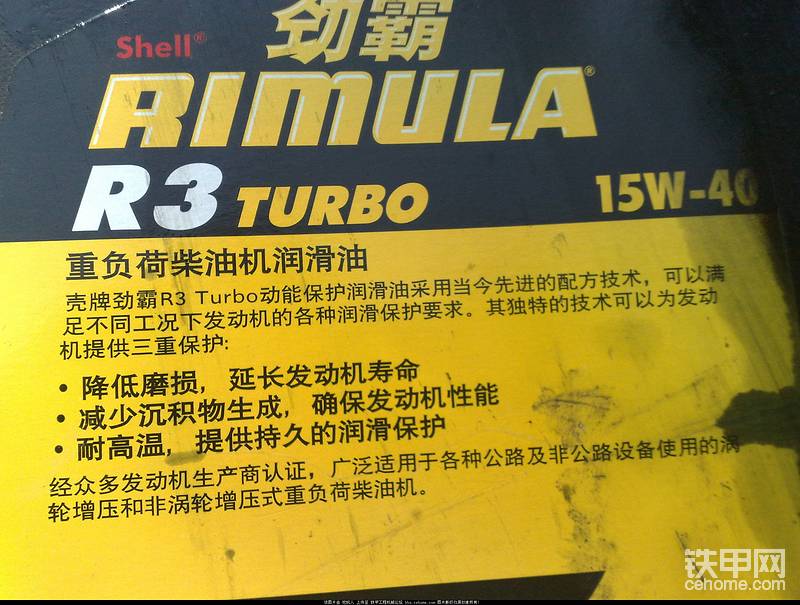 劲霸
Shell®
RIMULA®
R3 TURBO
15W-40
重负荷柴油机润滑油
壳牌劲霸R3 Turbo动能保护润滑油采用当今先进的配方技术，可以满
足不同工况下发动机的各种润滑保护要求。其独特的技术可以为发动
机提供三重保护:
• 降低磨损，延长发动机寿命
• 减少沉积物生成，确保发动机性能
• 耐高温，提供持久的润滑保护
经众多发动机生产商认证，广泛适用于各种公路及非公路设备使用的涡
轮增压和非涡轮增压式重负荷柴油机。
铁甲网
cehome.com